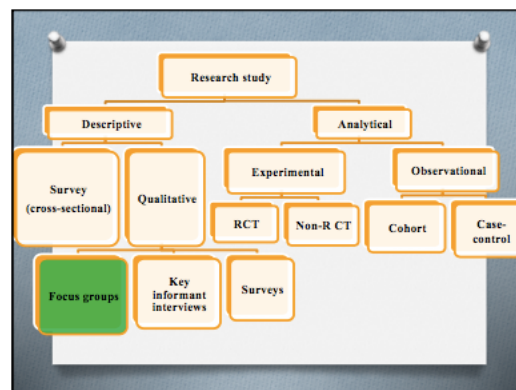 Research study
Descriptive
Analytical
Survey
(cross-sectional)
Qualitative
Experimental
Observational
RCT
Non-R CT
Cohort
Case-
control
Focus groups
Key
informant
interviews
Surveys